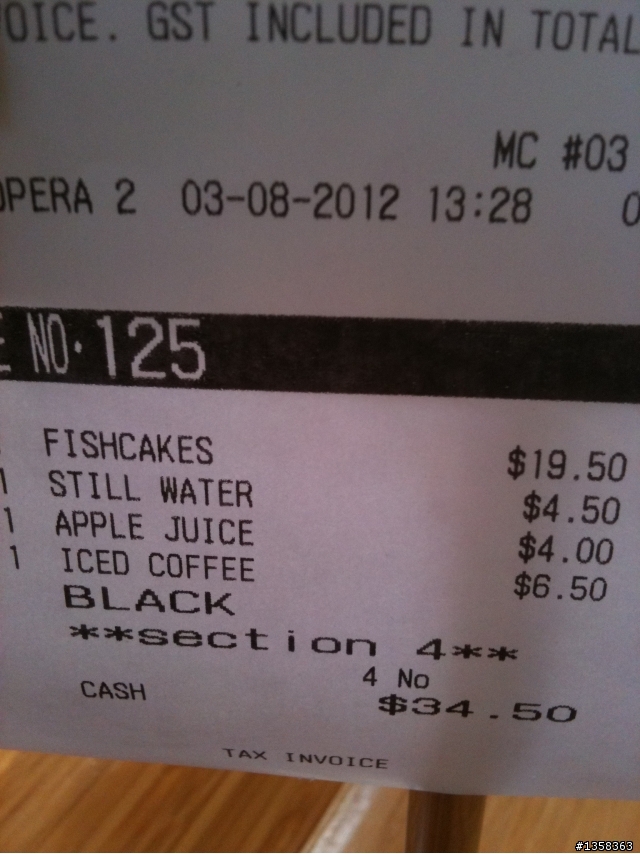 OICE. GST INCLUDED IN TOTAL
MC #03
OPERA 2 03-08-2012 13:28 0
E NO.125
FISHCAKES $19.50
1 STILL WATER $4.50
1 APPLE JUICE $4.00
1 ICED COFFEE $6.50
BLACK
**section 4**
4 No
CASH $34.50
TAX INVOICE
#1358363